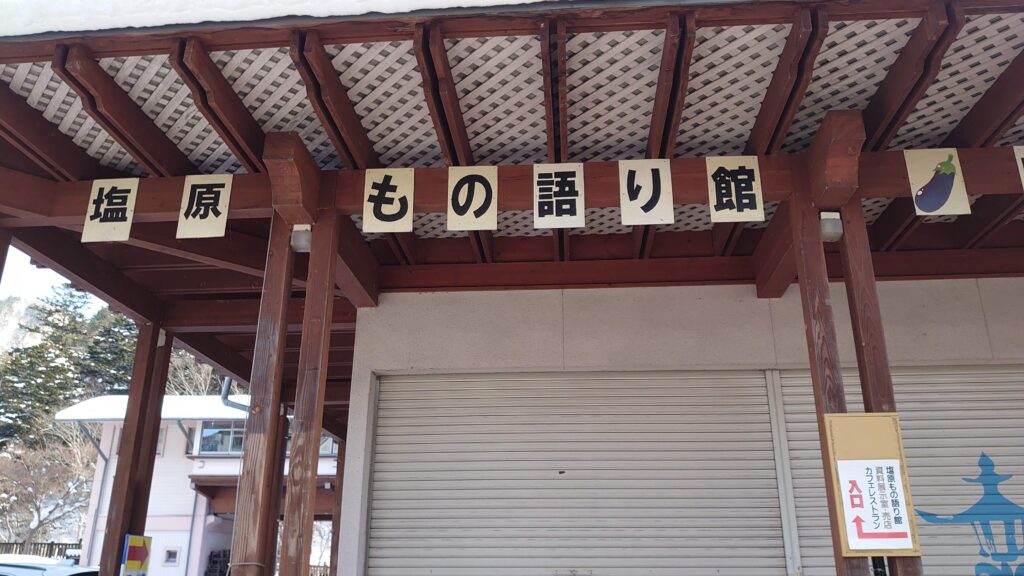 塩原もの語り館
塩原もの語り館
資料展示室・売店
カフェレストラン
入口